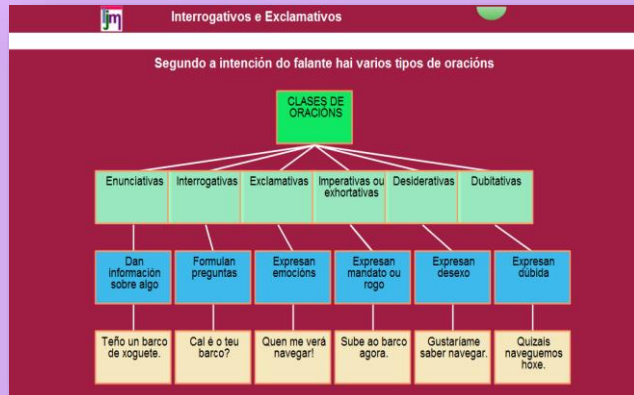 ljm
Interrogativos e Exclamativos
Segundo a intención do falante hai varios tipos de oracións
CLASES DE
ORACIÓNS
Enunciativas
Interrogativas
Exclamativas
Imperativas ou
exhortativas
Desiderativas
Dubitativas
Dan
información
sobre algo
Formulan
preguntas
Expresan
emocións
Expresan
mandato ou
rogo
Expresan
desexo
Expresan
dúbida
Teño un barco
de xoguete.
Cal é o teu
barco?
Quen me verá
navegar!
Sube ao barco
agora.
Gustaríame
saber navegar.
Quizais
naveguemos
hoxe.